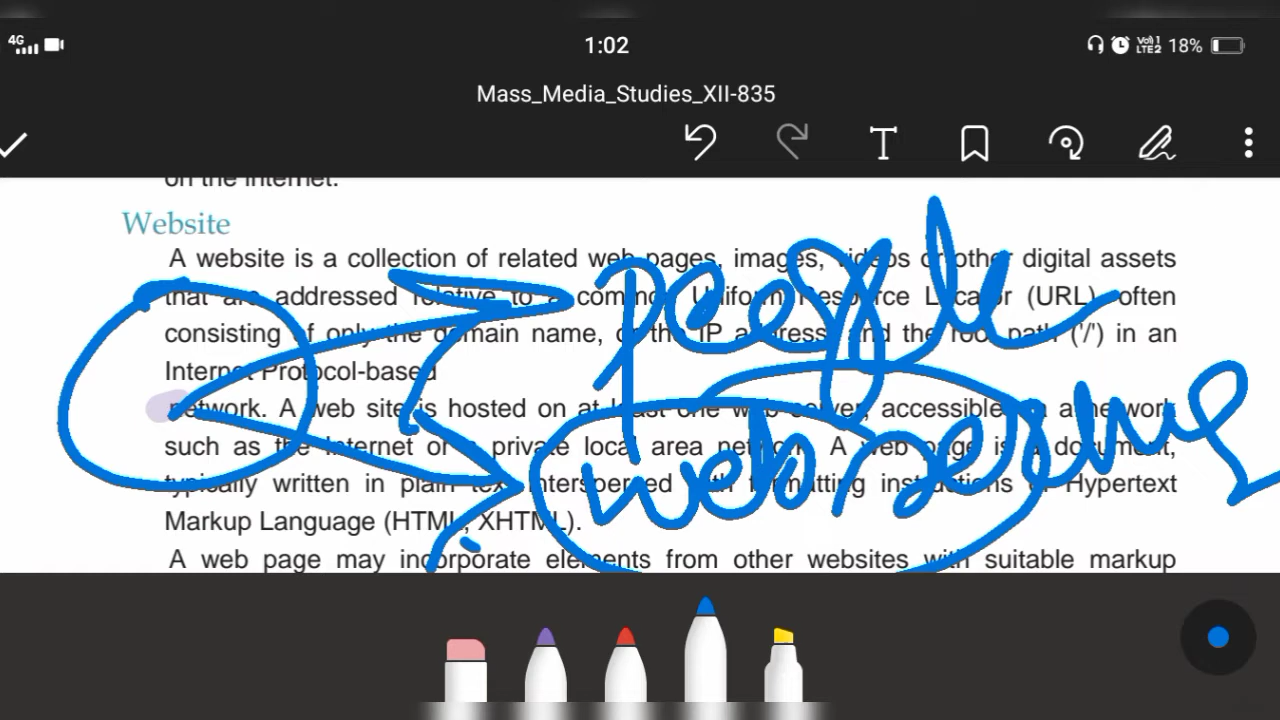 4G 1:02 Vol) 1 LTE2 18%
Mass_Media_Studies_XII-835
T
on the internet.
Website
A website is a collection of related web pages, images, videos or other digital assets
that are addressed relative to a common Uniform Resource Locator (URL), often
consisting of only the domain name, or the IP address, and the root path ('/') in an
Internet Protocol-based
network. A web site is hosted on at least one web server, accessible via a network
such as the Internet or a private local area network. A web page is a document,
typically written in plain text interspersed with formatting instructions of Hypertext
Markup Language (HTML, XHTML).
A web page may incorporate elements from other websites with suitable markup
people
web